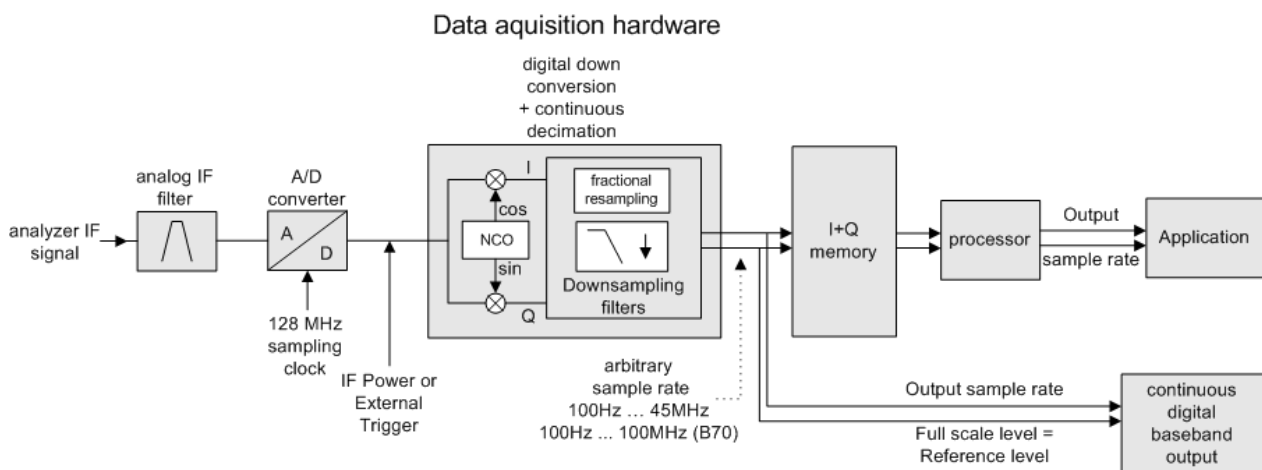 Data aquisition hardware
digital down
conversion
+ continuous
decimation
analog IF
filter
A/D
converter
analyzer IF
signal
A
D
128 MHz
sampling
clock
IF Power or
External
Trigger
I
cos
NCO
sin
Q
fractional
resampling
Downsampling
filters
arbitrary
sample rate
100Hz ... 45MHz
100Hz ... 100MHz (B70)
I+Q
memory
processor
Output
sample rate
Application
Output sample rate
Full scale level =
Reference level
continuous
digital
baseband
output